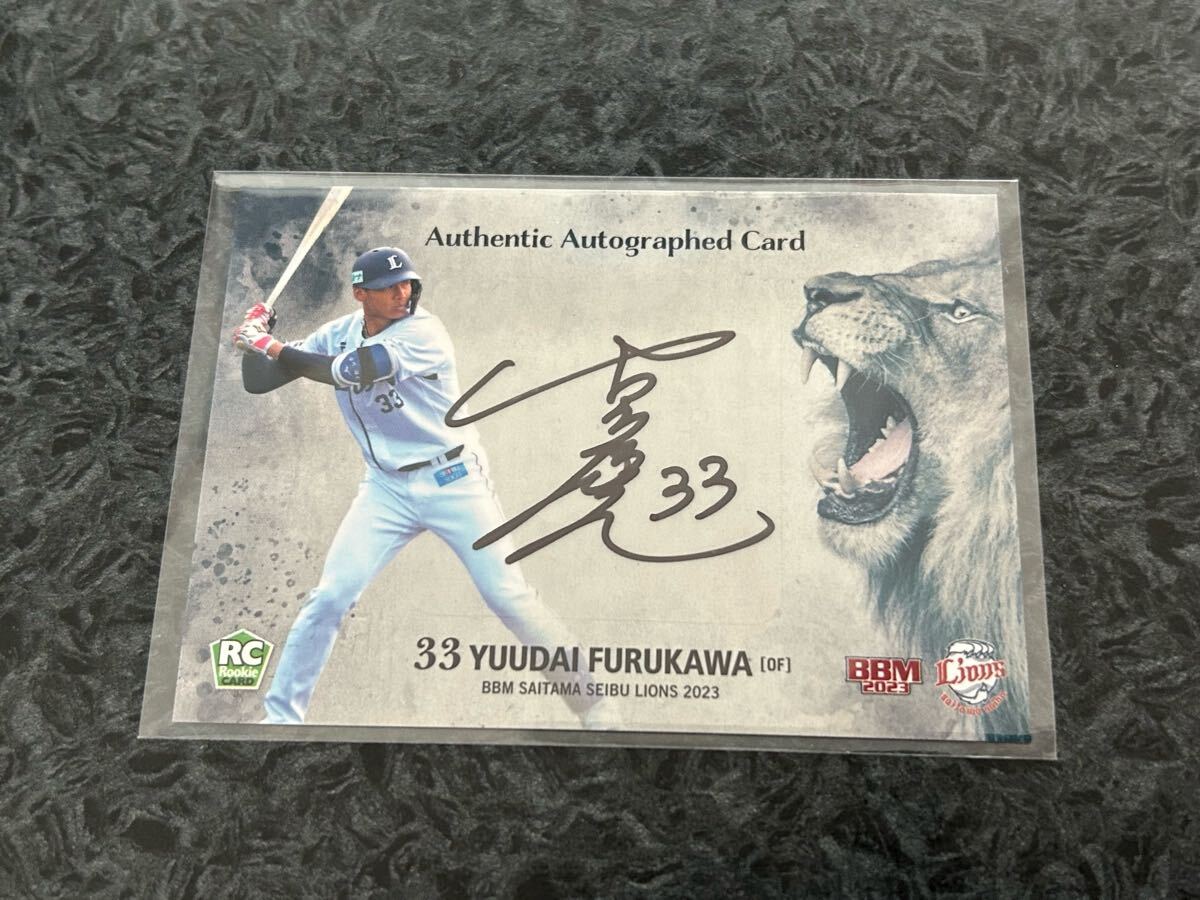 Authentic Autographed Card
L
33
33
RC
Rookie
CARD
33 YUUDAI FURUKAWA [OF]
BBM SAITAMA SEIBU LIONS 2023
BBM
2023
Lions